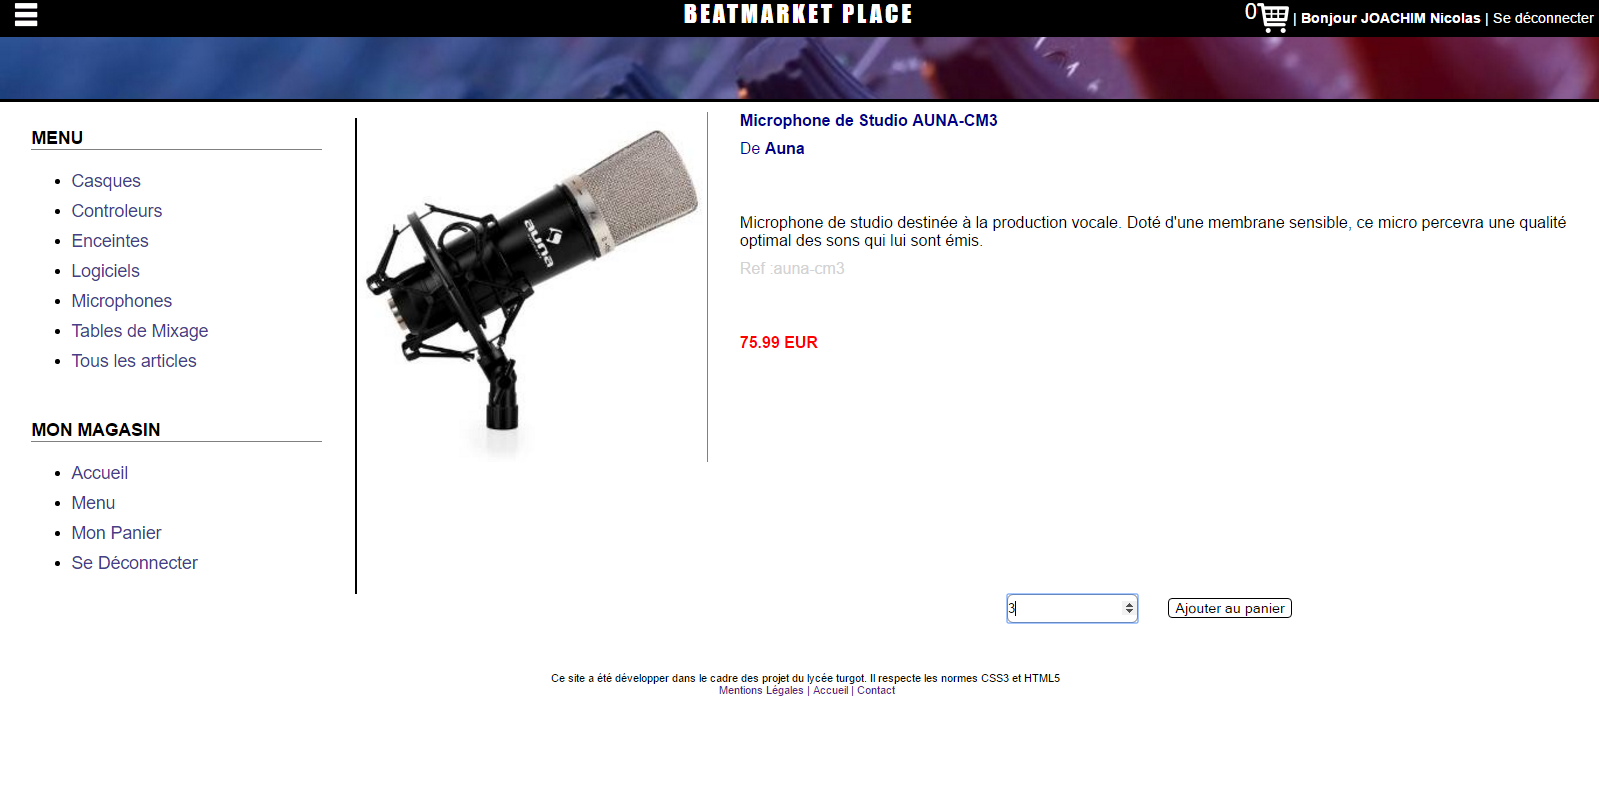 BEATMARKET PLACE
0 | Bonjour JOACHIM Nicolas | Se déconnecter
MENU
Casques
Controleurs
Enceintes
Logiciels
Microphones
Tables de Mixage
Tous les articles
MON MAGASIN
Accueil
Menu
Mon Panier
Se Déconnecter
auna
Microphone de Studio AUNA-CM3
De Auna
Microphone de studio destinée à la production vocale. Doté d'une membrane sensible, ce micro percevra une qualité
optimal des sons qui lui sont émis.
Ref :auna-cm3
75.99 EUR
3
Ajouter au panier
Ce site a été développer dans le cadre des projet du lycée turgot. Il respecte les normes CSS3 et HTML5
Mentions Légales | Accueil | Contact